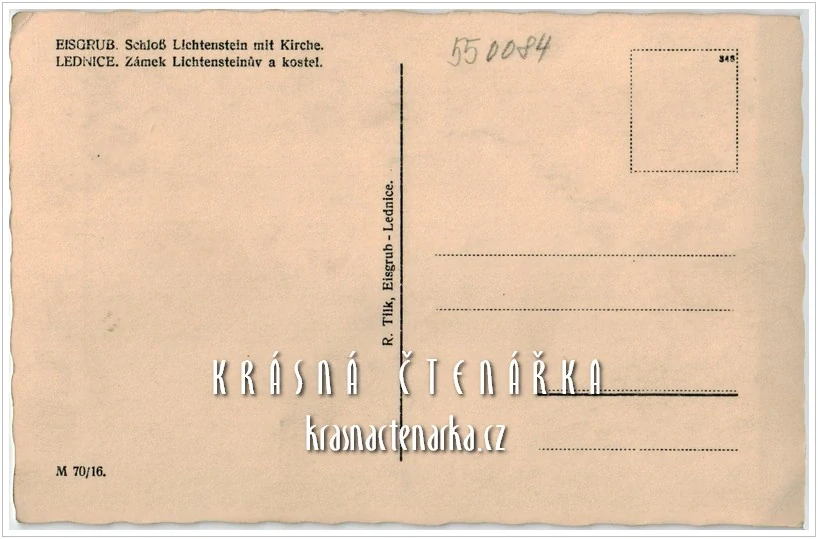 EISGRUB. Schloß Lichtenstein mit Kirche.
LEDNICE. Zámek Lichtensteinův a kostel.
550084
345
R. Tilk, Eisgrub - Lednice.
KRÁSNÁ ČTENÁŘKA
krasnactenarka.cz
M 70/16.